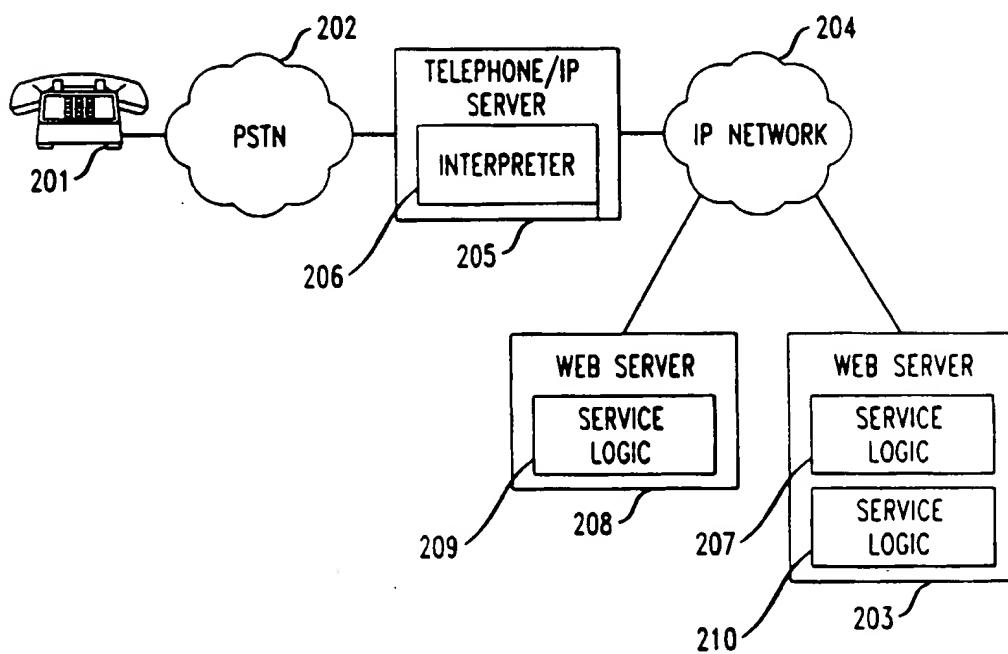 202
204
TELEPHONE/IP
SERVER
PSTN
IP NETWORK
INTERPRETER
201
206
205
WEB SERVER
WEB SERVER
SERVICE
LOGIC
SERVICE
LOGIC
209
208
207
SERVICE
LOGIC
210
203